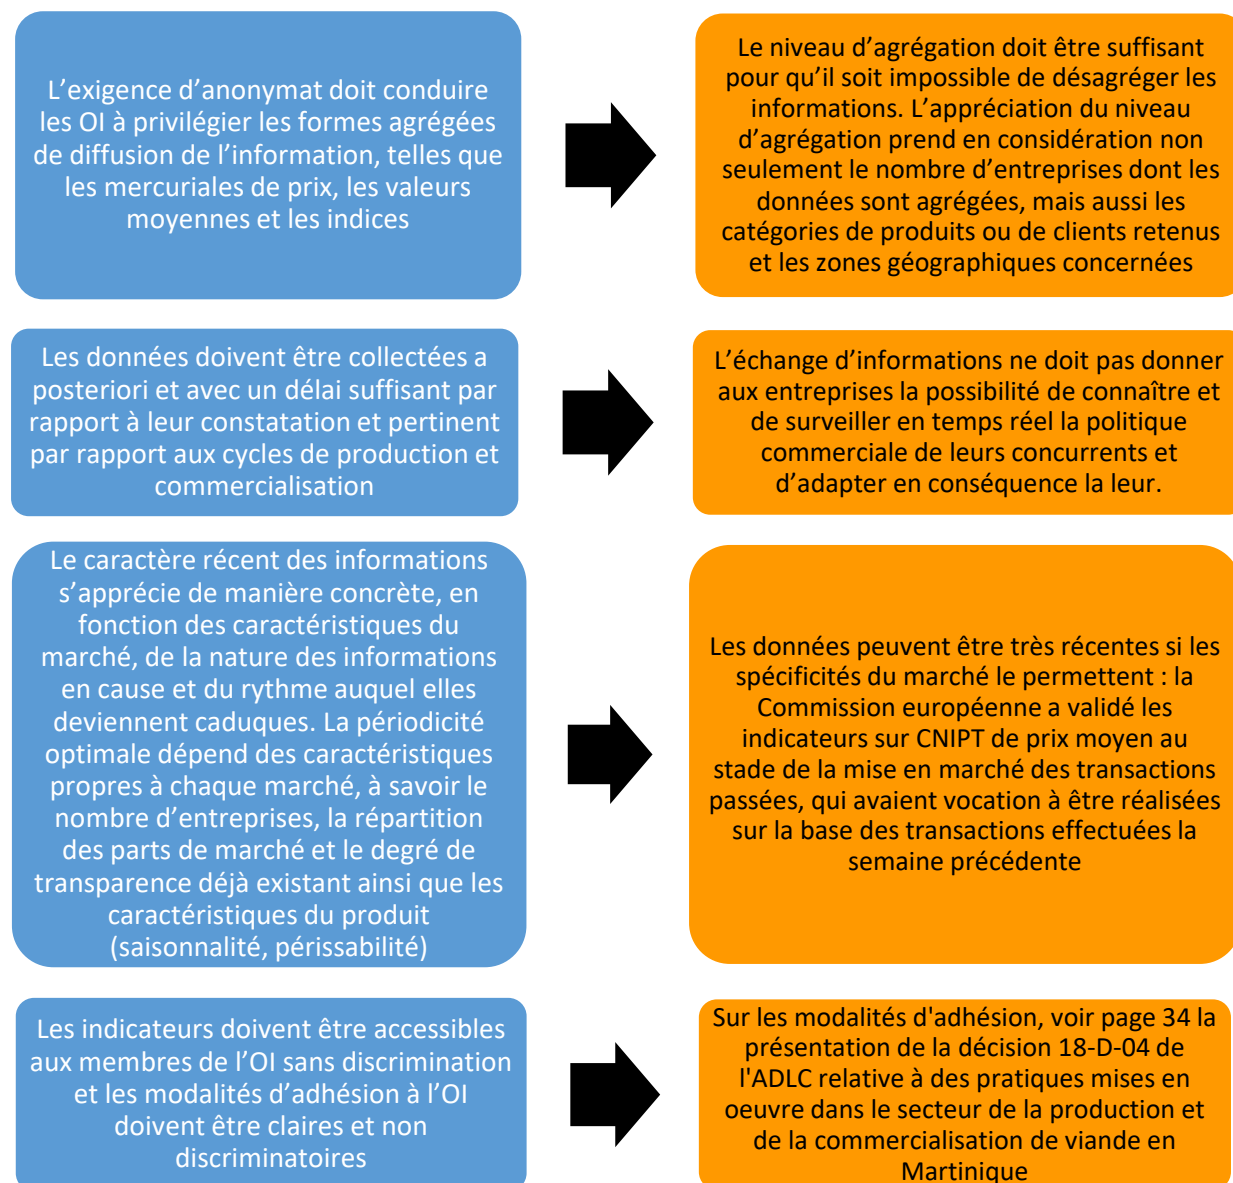 L’exigence d’anonymat doit conduire
les OI à privilégier les formes agrégées
de diffusion de l’information, telles que
les mercuriales de prix, les valeurs
moyennes et les indices
Le niveau d’agrégation doit être suffisant
pour qu’il soit impossible de désagréger les
informations. L’appréciation du niveau
d’agrégation prend en considération non
seulement le nombre d’entreprises dont les
données sont agrégées, mais aussi les
catégories de produits ou de clients retenus
et les zones géographiques concernées
Les données doivent être collectées a
posteriori et avec un délai suffisant par
rapport à leur constatation et pertinent
par rapport aux cycles de production et
commercialisation
L’échange d’informations ne doit pas donner
aux entreprises la possibilité de connaître et
de surveiller en temps réel la politique
commerciale de leurs concurrents et
d’adapter en conséquence la leur.
Le caractère récent des informations
s’apprécie de manière concrète, en
fonction des caractéristiques du
marché, de la nature des informations
en cause et du rythme auquel elles
deviennent caduques. La périodicité
optimale dépend des caractéristiques
propres à chaque marché, à savoir le
nombre d’entreprises, la répartition
des parts de marché et le degré de
transparence déjà existant ainsi que les
caractéristiques du produit
(saisonnalité, périssabilité)
Les données peuvent être très récentes si les
spécificités du marché le permettent : la
Commission européenne a validé les
indicateurs sur CNIPT de prix moyen au
stade de la mise en marché des transactions
passées, qui avaient vocation à être réalisées
sur la base des transactions effectuées la
semaine précédente
Les indicateurs doivent être accessibles
aux membres de l’OI sans discrimination
et les modalités d’adhésion à l’OI
doivent être claires et non
discriminatoires
Sur les modalités d'adhésion, voir page 34 la
présentation de la décision 18-D-04 de
l'ADLC relative à des pratiques mises en
oeuvre dans le secteur de la production et
de la commercialisation de viande en
Martinique